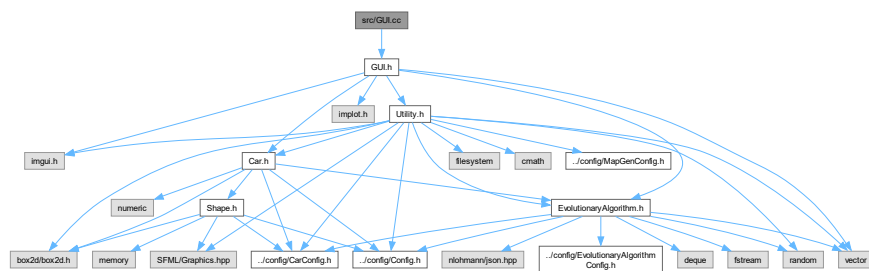 src/GUI.cc
GUI.h
implot.h
Utility.h
imgui.h
Car.h
filesystem
cmath
../config/MapGenConfig.h
numeric
Shape.h
EvolutionaryAlgorithm.h
box2d/box2d.h
memory
SFML/Graphics.hpp
../config/CarConfig.h
../config/Config.h
nlohmann/json.hpp
../config/EvolutionaryAlgorithm
Config.h
deque
fstream
random
vector